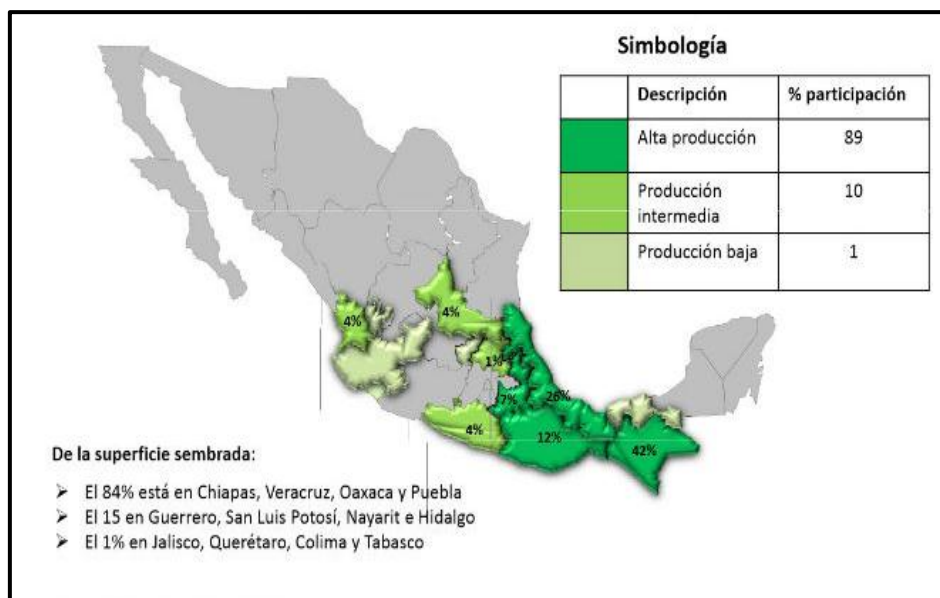 Simbología
Descripción % participación
Alta producción 89
Producción
intermedia 10
Producción baja 1
4%
4%
1%
7%
26%
4%
12%
42%
De la superficie sembrada:
➢ El 84% está en Chiapas, Veracruz, Oaxaca y Puebla
➢ El 15 en Guerrero, San Luis Potosí, Nayarit e Hidalgo
➢ El 1% en Jalisco, Querétaro, Colima y Tabasco